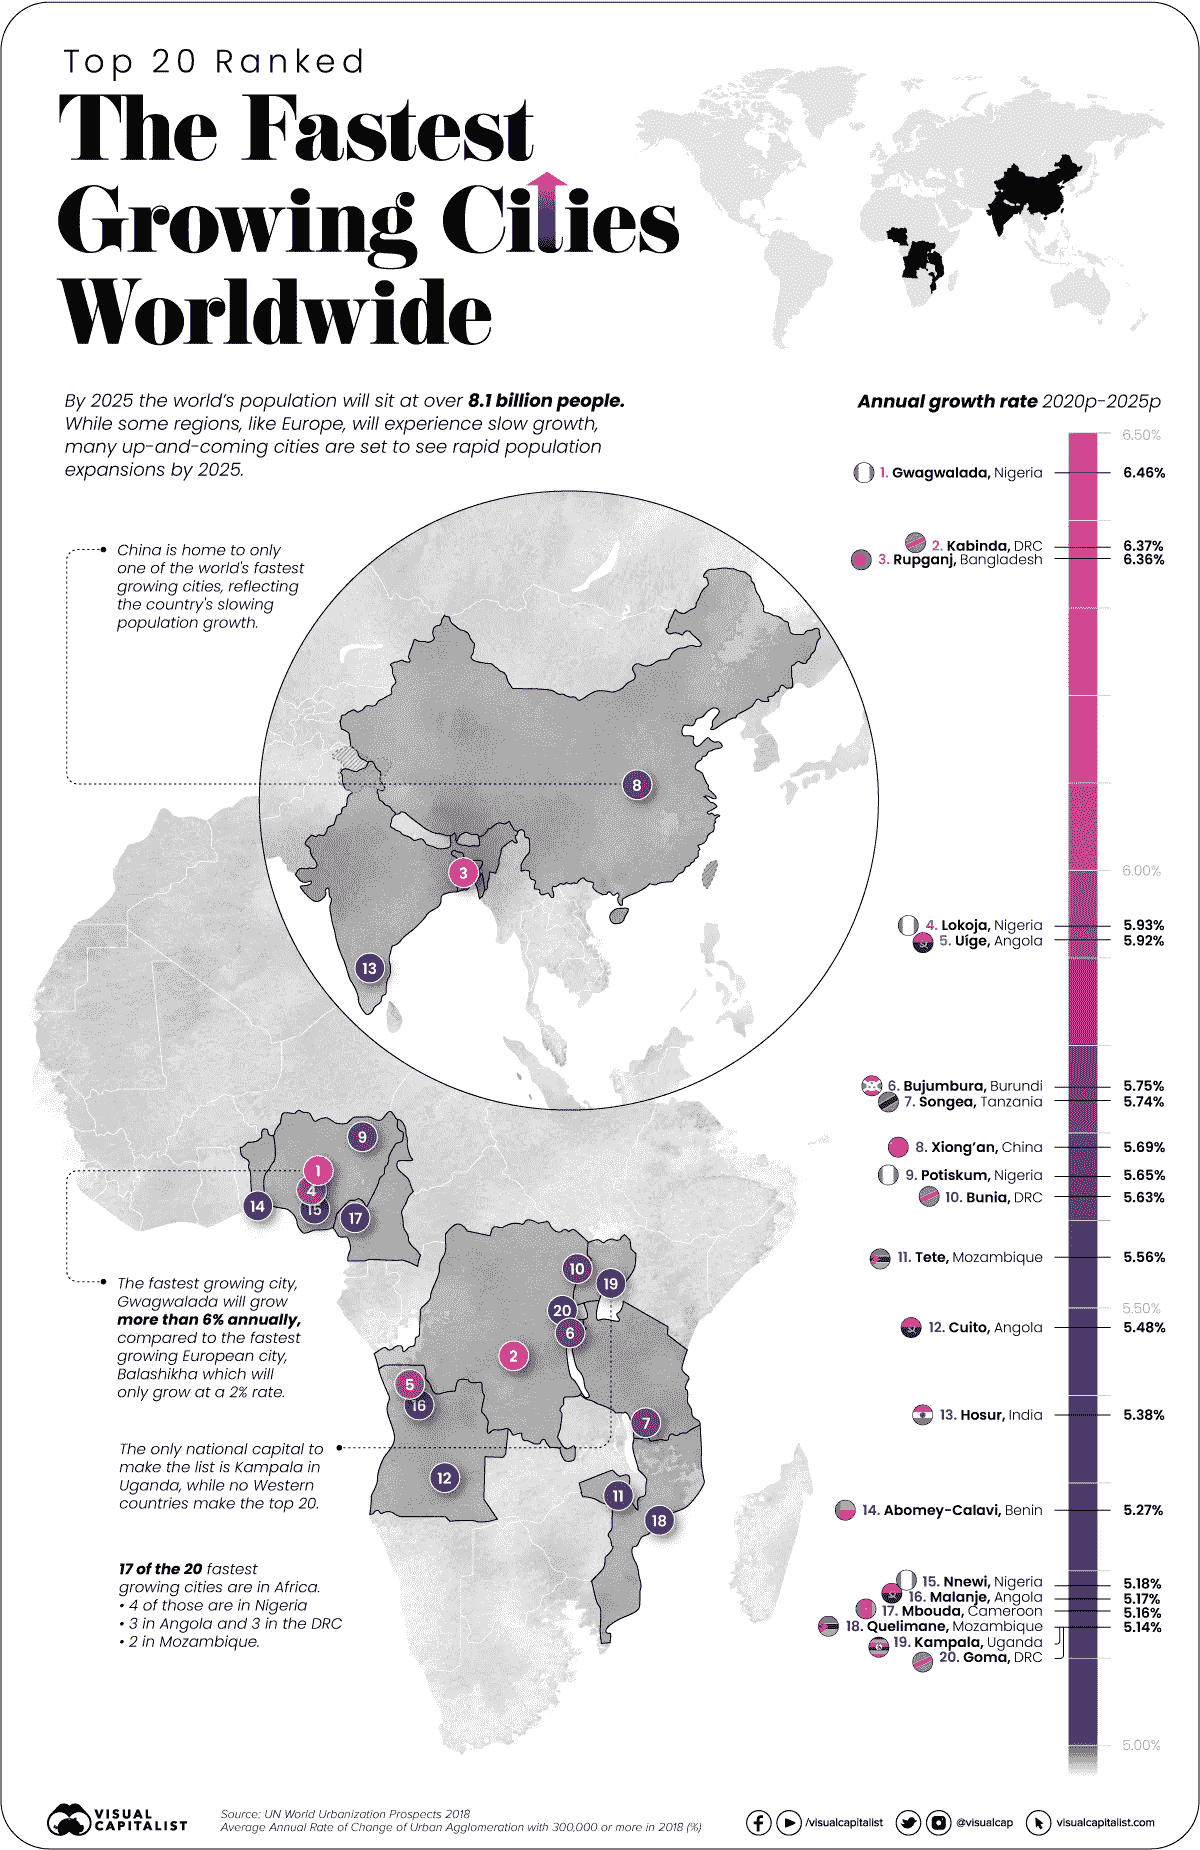 Top 20 Ranked
The Fastest
Growing Cities
Worldwide
By 2025 the world's population will sit at over 8.1 billion people.
While some regions, like Europe, will experience slow growth,
many up-and-coming cities are set to see rapid population
expansions by 2025.
Annual growth rate 2020p-2025p
6.50%
1. Gwagwalada, Nigeria 6.46%
2. Kabinda, DRC 6.37%
3. Rupganj, Bangladesh 6.36%
6.00%
4. Lokoja, Nigeria 5.93%
5. Uíge, Angola 5.92%
6. Bujumbura, Burundi 5.75%
7. Songea, Tanzania 5.74%
8. Xiong'an, China 5.69%
9. Potiskum, Nigeria 5.65%
10. Bunia, DRC 5.63%
11. Tete, Mozambique 5.56%
5.50%
12. Cuito, Angola 5.48%
13. Hosur, India 5.38%
14. Abomey-Calavi, Benin 5.27%
15. Nnewi, Nigeria 5.18%
16. Malanje, Angola 5.17%
17. Mbouda, Cameroon 5.16%
18. Quelimane, Mozambique 5.14%
19. Kampala, Uganda
20. Goma, DRC
5.00%
China is home to only
one of the world's fastest
growing cities, reflecting
the country's slowing
population growth.
8
3
13
9
1
4
14
15
17
10
19
20
6
2
5
16
7
12
11
18
The fastest growing city,
Gwagwalada will grow
more than 6% annually,
compared to the fastest
growing European city,
Balashikha which will
only grow at a 2% rate.
The only national capital to
make the list is Kampala in
Uganda, while no Western
countries make the top 20.
17 of the 20 fastest
growing cities are in Africa.
• 4 of those are in Nigeria
• 3 in Angola and 3 in the DRC
• 2 in Mozambique.
VISUAL
CAPITALIST
Source: UN World Urbanization Prospects 2018
Average Annual Rate of Change of Urban Agglomeration with 300,000 or more in 2018 (%)
/visualcapitalist
@visualcap
visualcapitalist.com